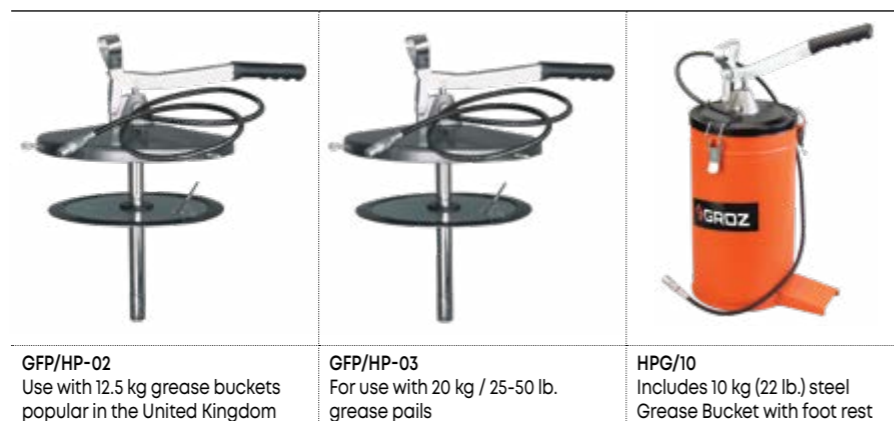 GROZ
GFP/HP-02
Use with 12.5 kg grease buckets
popular in the United Kingdom
GFP/HP-03
For use with 20 kg / 25-50 lb.
grease pails
HPG/10
Includes 10 kg (22 lb.) steel
Grease Bucket with foot rest